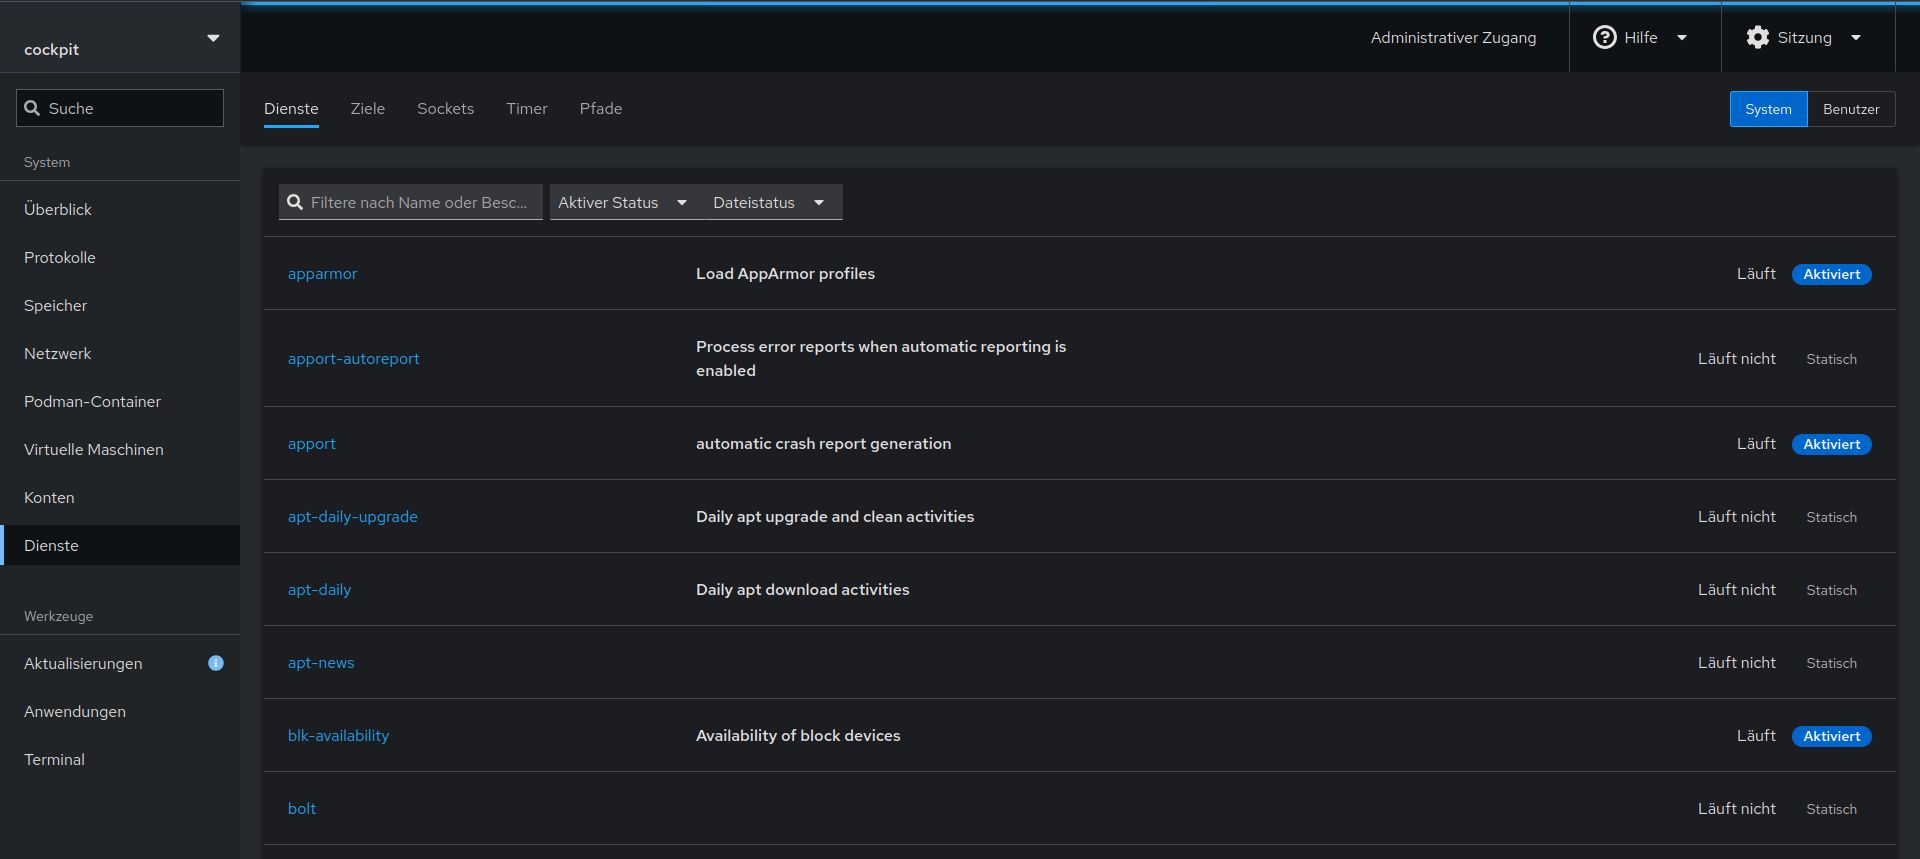 cockpit
Administrativer Zugang
Hilfe
Sitzung
Suche
System
Überblick
Protokolle
Speicher
Netzwerk
Podman-Container
Virtuelle Maschinen
Konten
Dienste
Werkzeuge
Aktualisierungen
Anwendungen
Terminal
Dienste Ziele Sockets Timer Pfade
System Benutzer
Filtere nach Name oder Besc... Aktiver Status Dateistatus
apparmor Load AppArmor profiles Läuft Aktiviert
apport-autoreport Process error reports when automatic reporting is
enabled Läuft nicht Statisch
apport automatic crash report generation Läuft Aktiviert
apt-daily-upgrade Daily apt upgrade and clean activities Läuft nicht Statisch
apt-daily Daily apt download activities Läuft nicht Statisch
apt-news Läuft nicht Statisch
blk-availability Availability of block devices Läuft Aktiviert
bolt Läuft nicht Statisch